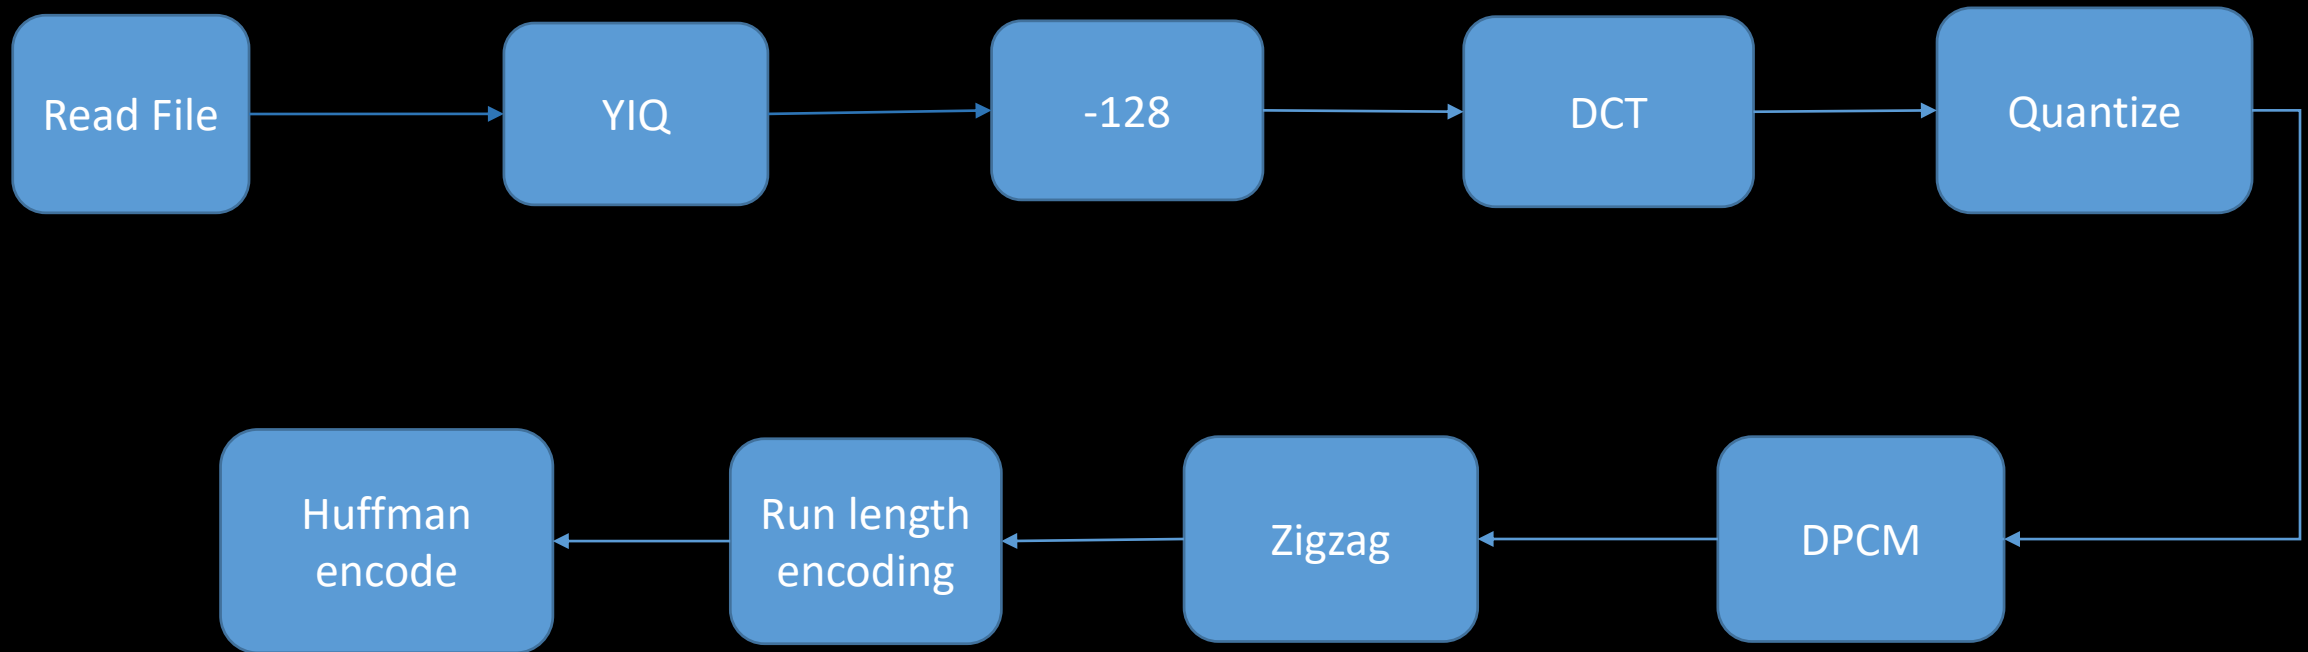 Read File
YIQ
-128
DCT
Quantize
DPCM
Zigzag
Run length
encoding
Huffman
encode